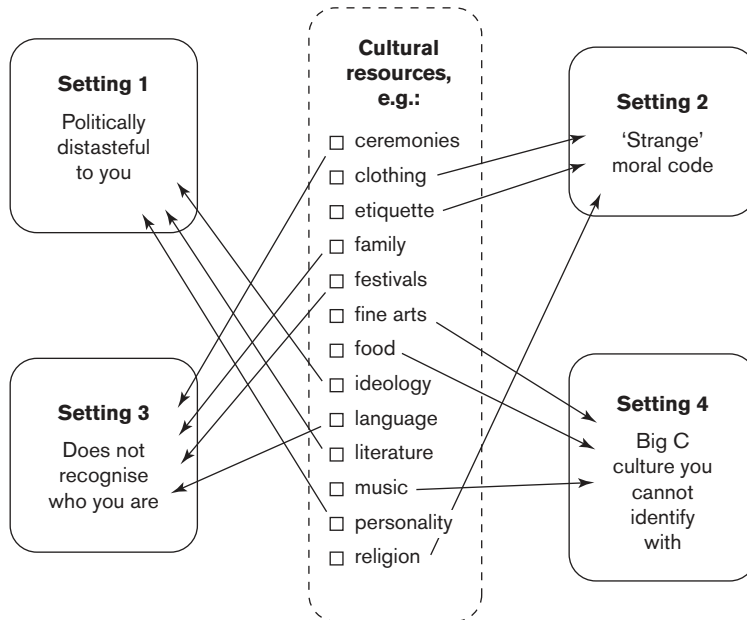 Setting 1
Politically
distasteful
to you
Setting 3
Does not
recognise
who you are
Cultural
resources,
e.g.:
ceremonies
clothing
etiquette
family
festivals
fine arts
food
ideology
language
literature
music
personality
religion
Setting 2
‘Strange’
moral code
Setting 4
Big C
culture you
cannot
identify
with